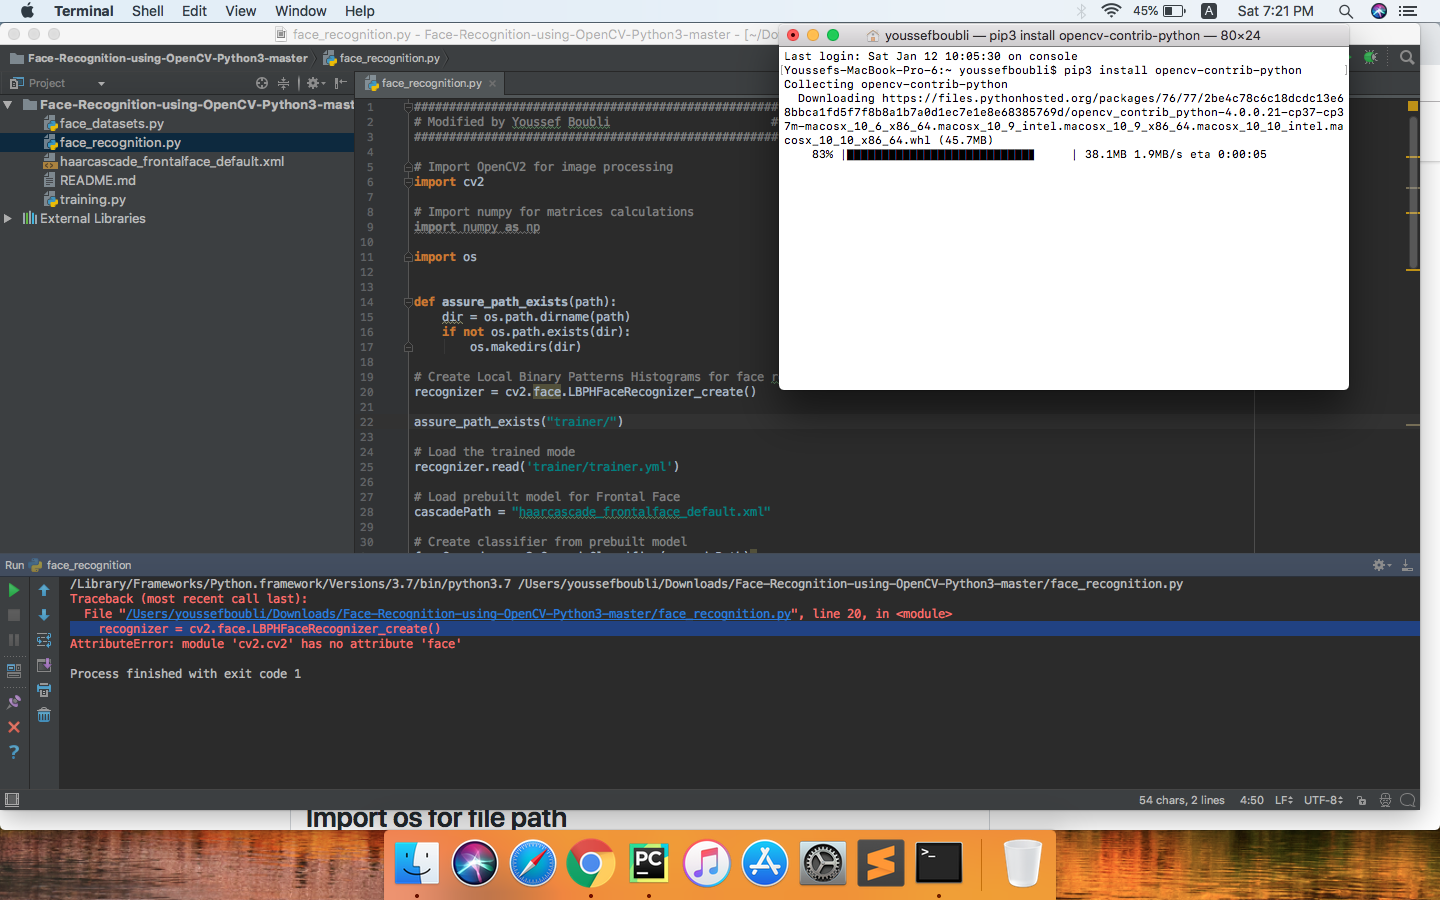 Terminal Shell Edit View Window Help 45% A Sat 7:21 PM
face_recognition.py - Face-Recognition-using-OpenCV-Python3-master - [~/Do
Face-Recognition-using-OpenCV-Python3-master face_recognition.py
Project
face_recognition.py
Face-Recognition-using-OpenCV-Python3-mast
face_datasets.py
face_recognition.py
haarcascade_frontalface_default.xml
README.md
training.py
External Libraries
1 ####################################################
2 # Modified by Youssef Boubli #
3 ####################################################
4
5 # Import OpenCV2 for image processing
6 import cv2
7
8 # Import numpy for matrices calculations
9 import numpy as np
10
11 import os
12
13
14 def assure_path_exists(path):
15 dir = os.path.dirname(path)
16 if not os.path.exists(dir):
17 os.makedirs(dir)
18
19 # Create Local Binary Patterns Histograms for face r
20 recognizer = cv2.face.LBPHFaceRecognizer_create()
21
22 assure_path_exists("trainer/")
23
24 # Load the trained mode
25 recognizer.read('trainer/trainer.yml')
26
27 # Load prebuilt model for Frontal Face
28 cascadePath = "haarcascade_frontalface_default.xml"
29
30 # Create classifier from prebuilt model
youssefboubli — pip3 install opencv-contrib-python — 80×24
Last login: Sat Jan 12 10:05:30 on console
[Youssefs-MacBook-Pro-6:~ youssefboubli$ pip3 install opencv-contrib-python ]
Collecting opencv-contrib-python
Downloading https://files.pythonhosted.org/packages/76/77/2be4c78c6c18dcdc13e6
8bbca1fd5f7f8b8a1b7a0d1ec7e1e8e68385769d/opencv_contrib_python-4.0.0.21-cp37-cp3
7m-macosx_10_6_x86_64.macosx_10_9_intel.macosx_10_9_x86_64.macosx_10_10_intel.ma
cosx_10_10_x86_64.whl (45.7MB)
83% | | 38.1MB 1.9MB/s eta 0:00:05
Run face_recognition
/Library/Frameworks/Python.framework/Versions/3.7/bin/python3.7 /Users/youssefboubli/Downloads/Face-Recognition-using-OpenCV-Python3-master/face_recognition.py
Traceback (most recent call last):
File "/Users/youssefboubli/Downloads/Face-Recognition-using-OpenCV-Python3-master/face_recognition.py", line 20, in <module>
recognizer = cv2.face.LBPHFaceRecognizer_create()
AttributeError: module 'cv2.cv2' has no attribute 'face'
Process finished with exit code 1
54 chars, 2 lines 4:50 LF UTF-8
Import os for file path
PC
>_